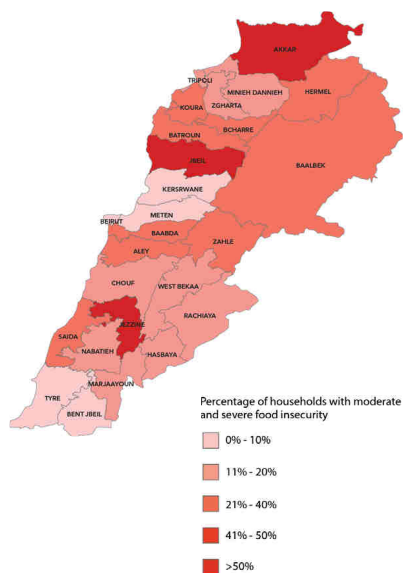 AKKAR
TRIPOLI
MINIEH DANNIEH
HERMEL
KOURA
ZGHARTA
BATROUN
BCHARRE
JBEIL
BAALBEK
KERSRWANE
METEN
BEIRUT
BAABDA
ZAHLE
ALEY
CHOUF
WEST BEKAA
JEZZINE
RACHIAYA
SAIDA
NABATIEH
HASBAYA
MARJAAYOUN
TYRE
BENT JBEIL
Percentage of households with moderate
and severe food insecurity
0% - 10%
11% - 20%
21% - 40%
41% - 50%
>50%